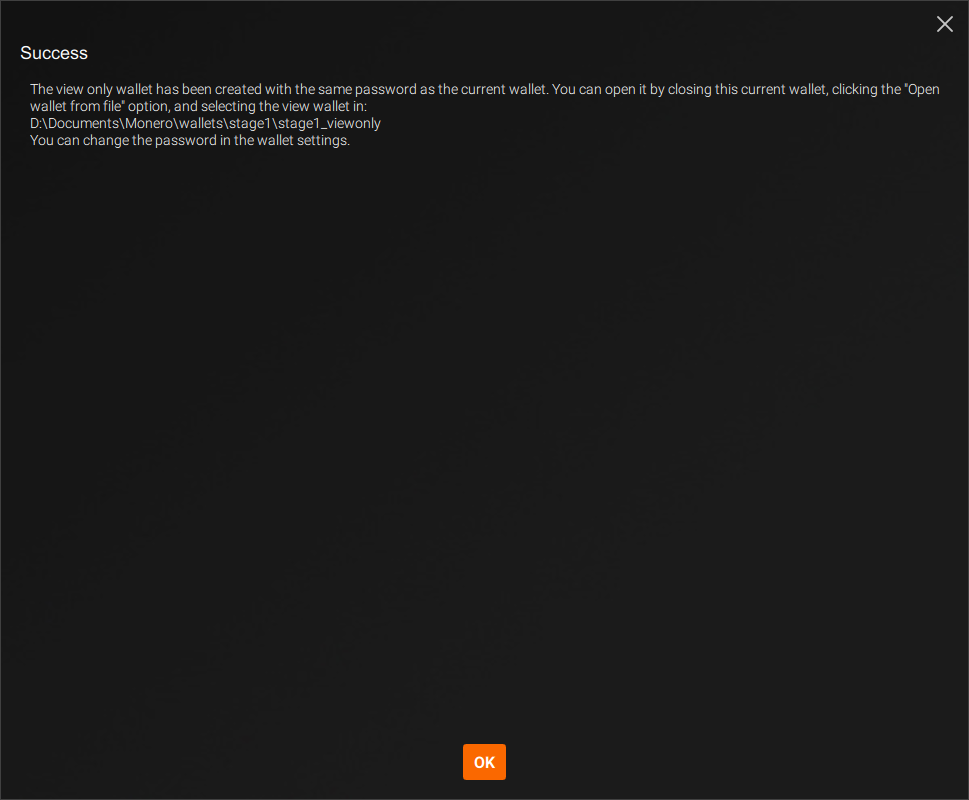 Success
The view only wallet has been created with the same password as the current wallet. You can open it by closing this current wallet, clicking the "Open
wallet from file" option, and selecting the view wallet in:
D:\Documents\Monero\wallets\stage1\stage1_viewonly
You can change the password in the wallet settings.
OK